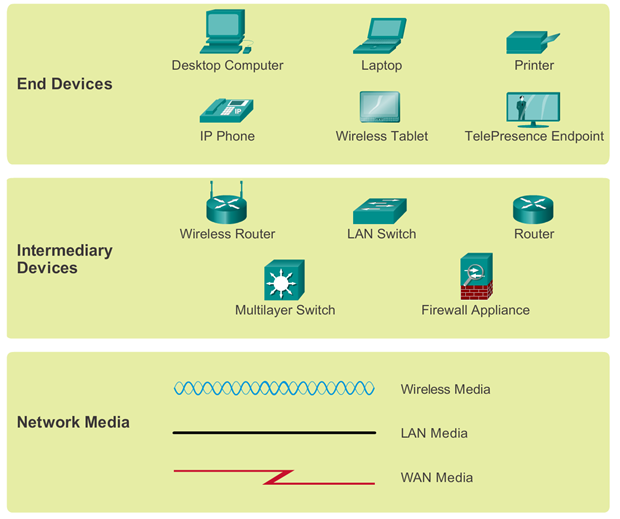 End Devices
Desktop Computer
Laptop
Printer
IP
IP Phone
Wireless Tablet
TelePresence Endpoint
Intermediary
Devices
Wireless Router
LAN Switch
Router
Multilayer Switch
Firewall Appliance
Network Media
Wireless Media
LAN Media
WAN Media